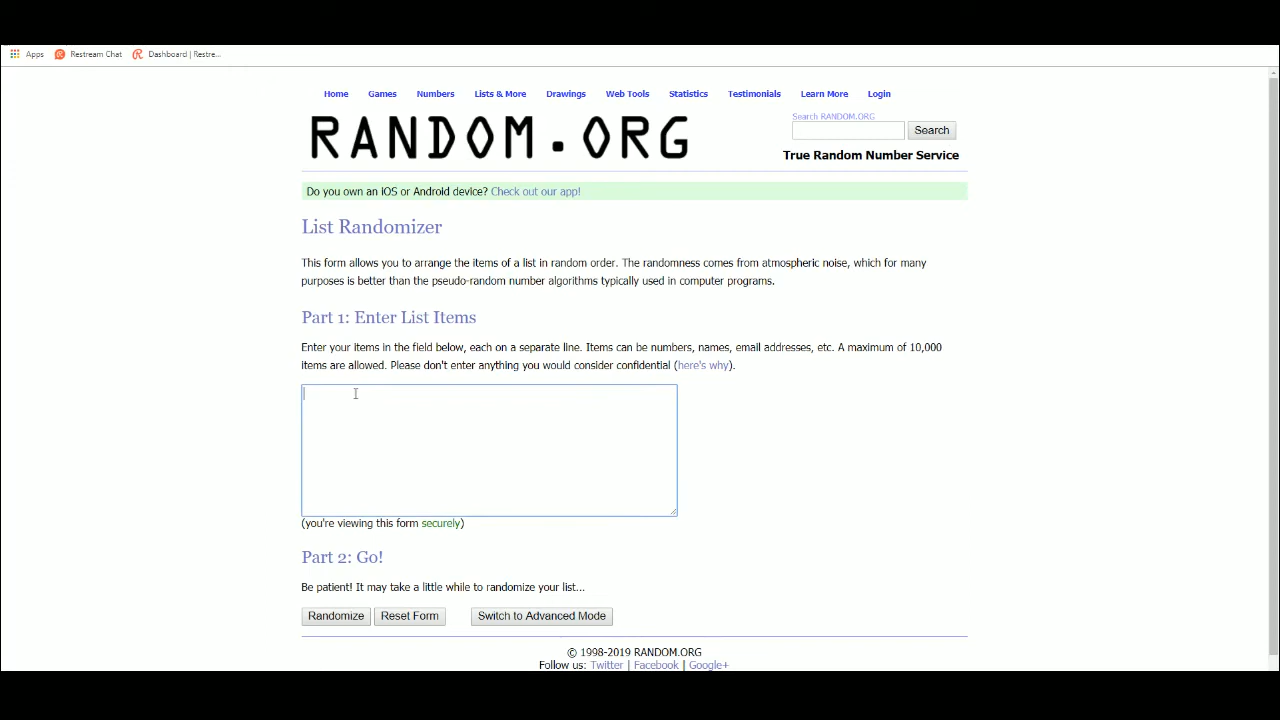 Apps Restream Chat Dashboard | Restre...
Home Games Numbers Lists & More Drawings Web Tools Statistics Testimonials Learn More Login
RANDOM.ORG
Search RANDOM.ORG
Search
True Random Number Service
Do you own an iOS or Android device? Check out our app!
List Randomizer
This form allows you to arrange the items of a list in random order. The randomness comes from atmospheric noise, which for many
purposes is better than the pseudo-random number algorithms typically used in computer programs.
Part 1: Enter List Items
Enter your items in the field below, each on a separate line. Items can be numbers, names, email addresses, etc. A maximum of 10,000
items are allowed. Please don't enter anything you would consider confidential (here's why).
(you're viewing this form securely)
Part 2: Go!
Be patient! It may take a little while to randomize your list...
Randomize Reset Form Switch to Advanced Mode
© 1998-2019 RANDOM.ORG
Follow us: Twitter | Facebook | Google+